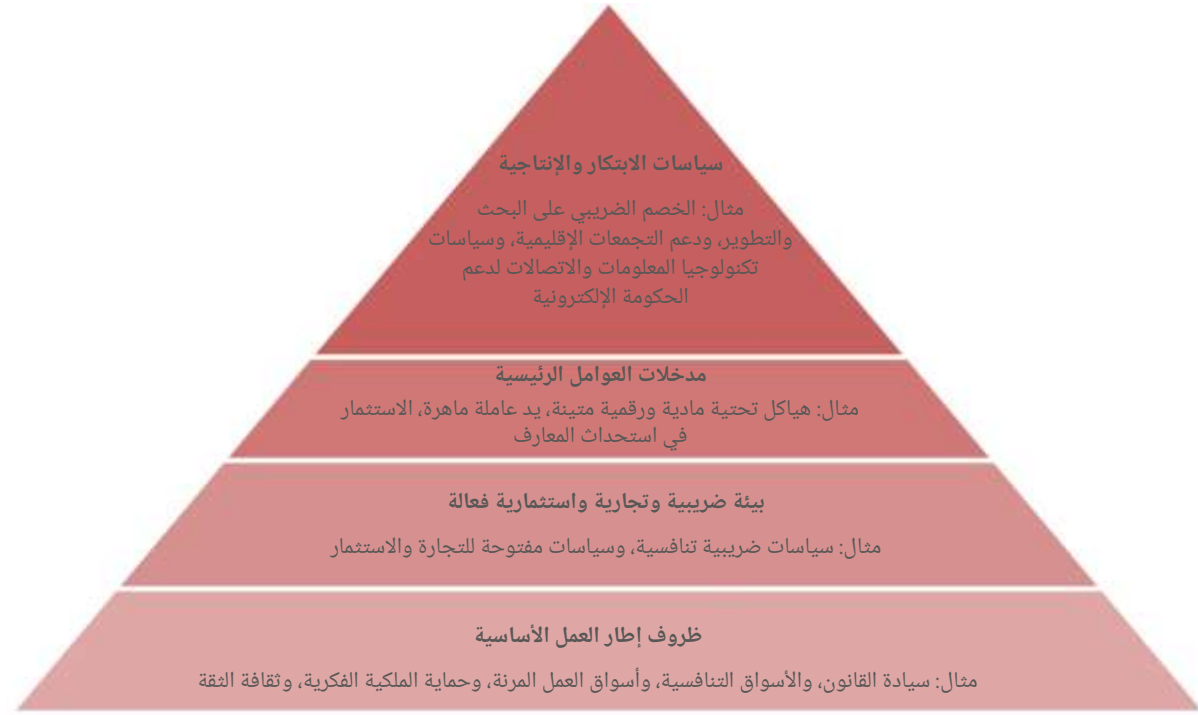 سياسات الابتكار والإنتاجية
مثال: الخصم الضريبي على البحث
والتطوير، ودعم التجمعات الإقليمية، وسياسات
تكنولوجيا المعلومات والاتصالات لدعم
الحكومة الإلكترونية
مدخلات العوامل الرئيسية
مثال: هياكل تحتية مادية ورقمية متينة، يد عاملة ماهرة، الاستثمار
في استحداث المعارف
بيئة ضريبية وتجارية واستثمارية فعالة
مثال: سياسات ضريبية تنافسية، وسياسات مفتوحة للتجارة والاستثمار
ظروف إطار العمل الأساسية
مثال: سيادة القانون، والأسواق التنافسية، وأسواق العمل المرنة، وحماية الملكية الفكرية، وثقافة الثقة